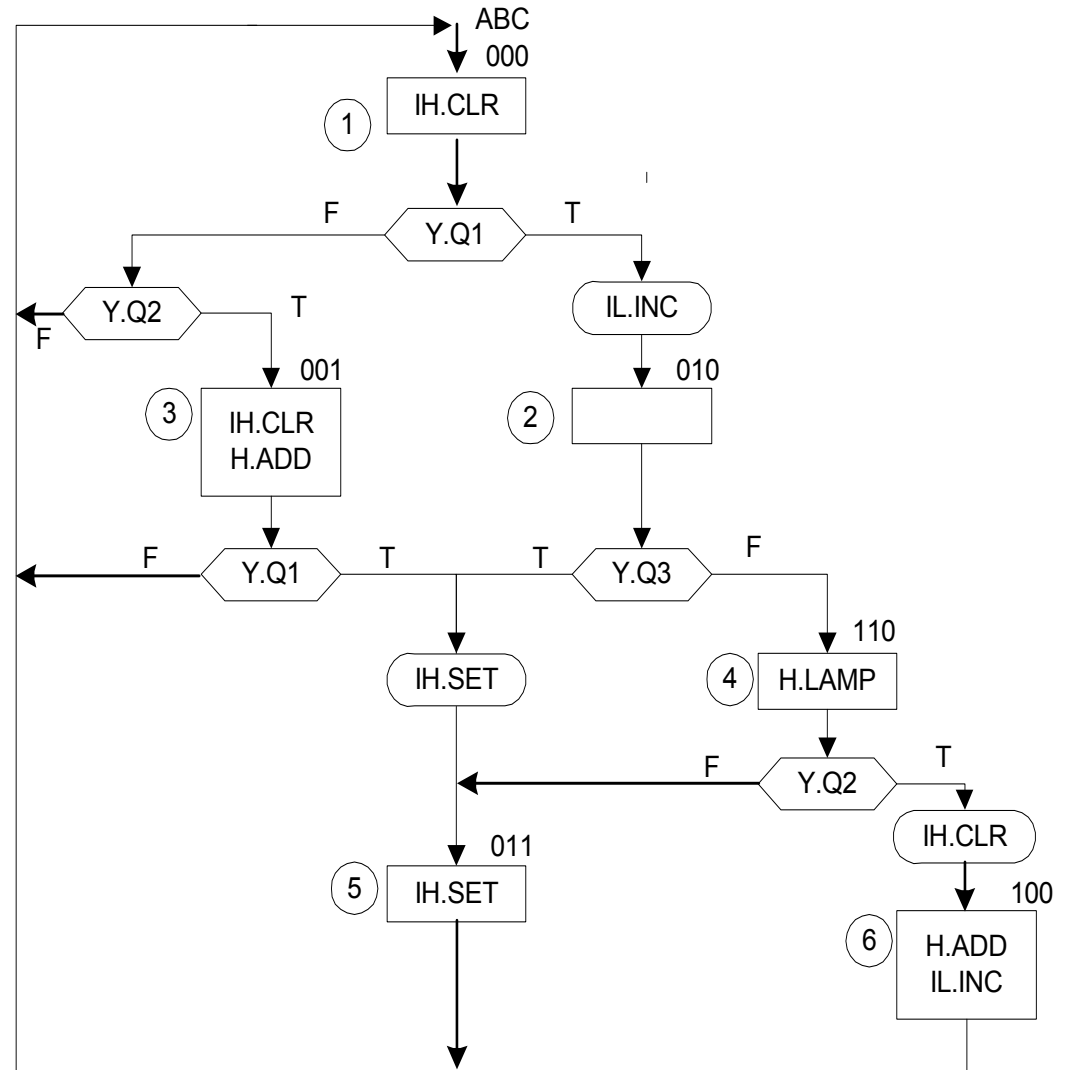 ABC
000
IH.CLR
1
F
T
Y.Q1
Y.Q2
T
F
IL.INC
001
010
3
IH.CLR
H.ADD
2
F
Y.Q1
T
T
Y.Q3
F
110
IH.SET
4
H.LAMP
F
Y.Q2
T
IH.CLR
011
5
IH.SET
100
6
H.ADD
IL.INC